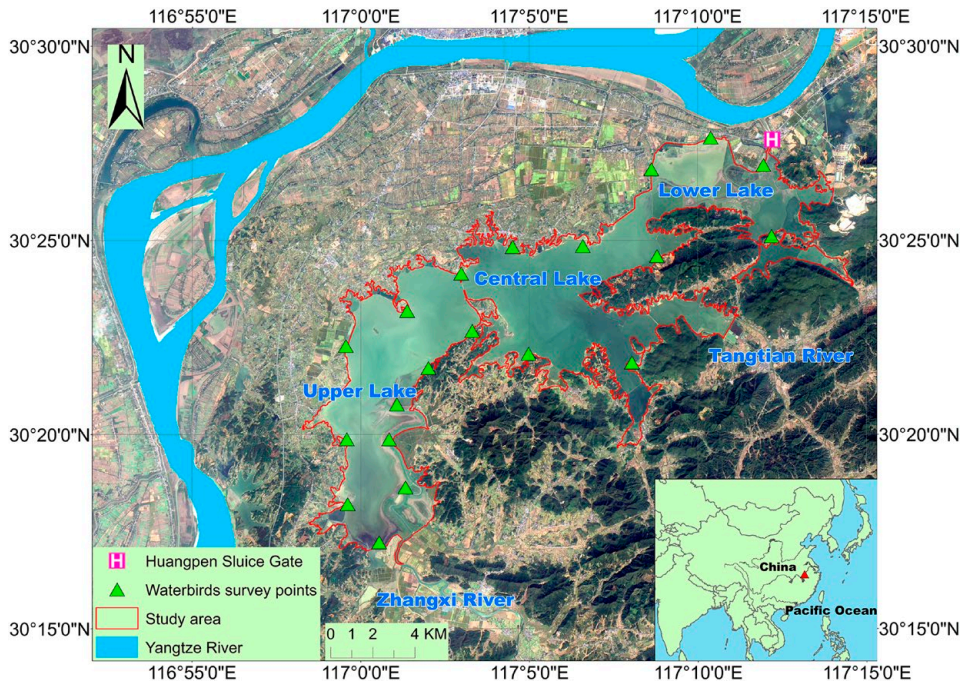 116°55'0"E 117°0'0"E 117°5'0"E 117°10'0"E 117°15'0"E
30°30'0"N 30°30'0"N
N
H
Lower Lake
30°25'0"N 30°25'0"N
Central Lake
Tangtian River
Upper Lake
30°20'0"N 30°20'0"N
China
Pacific Ocean
H Huangpen Sluice Gate
Waterbirds survey points
Study area
Yangtze River
Zhangxi River
0 1 2 4 KM
30°15'0"N 30°15'0"N
116°55'0"E 117°0'0"E 117°5'0"E 117°10'0"E 117°15'0"E